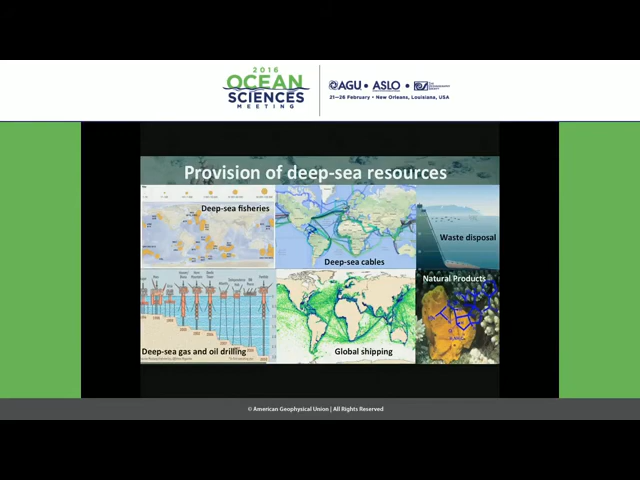 2016
OCEAN
SCIENCES
MEETING
AGU • ASLO •
21–26 February • New Orleans, Louisiana, USA
Provision of deep-sea resources
Deep-sea fisheries
Deep-sea cables
Waste disposal
Natural Products
Deep-sea gas and oil drilling
Global shipping
© American Geophysical Union | All Rights Reserved